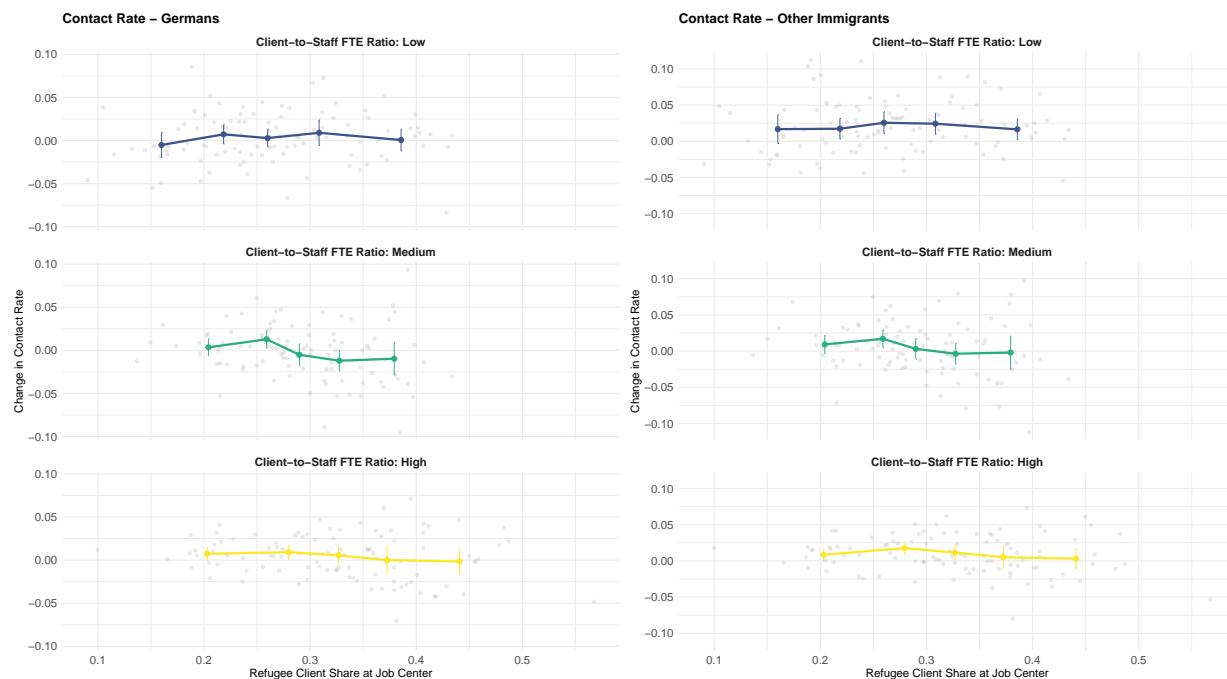 Contact Rate – Germans
Client−to−Staff FTE Ratio: Low
0.10
0.05
0.00
−0.05
−0.10
Client−to−Staff FTE Ratio: Medium
0.10
0.05
0.00
−0.05
−0.10
Client−to−Staff FTE Ratio: High
0.10
0.05
0.00
−0.05
−0.10
0.1 0.2 0.3 0.4 0.5
Refugee Client Share at Job Center
Change in Contact Rate
Contact Rate – Other Immigrants
Client−to−Staff FTE Ratio: Low
0.10
0.05
0.00
−0.05
−0.10
Client−to−Staff FTE Ratio: Medium
0.10
0.05
0.00
−0.05
−0.10
Client−to−Staff FTE Ratio: High
0.10
0.05
0.00
−0.05
−0.10
0.1 0.2 0.3 0.4 0.5
Refugee Client Share at Job Center
Change in Contact Rate